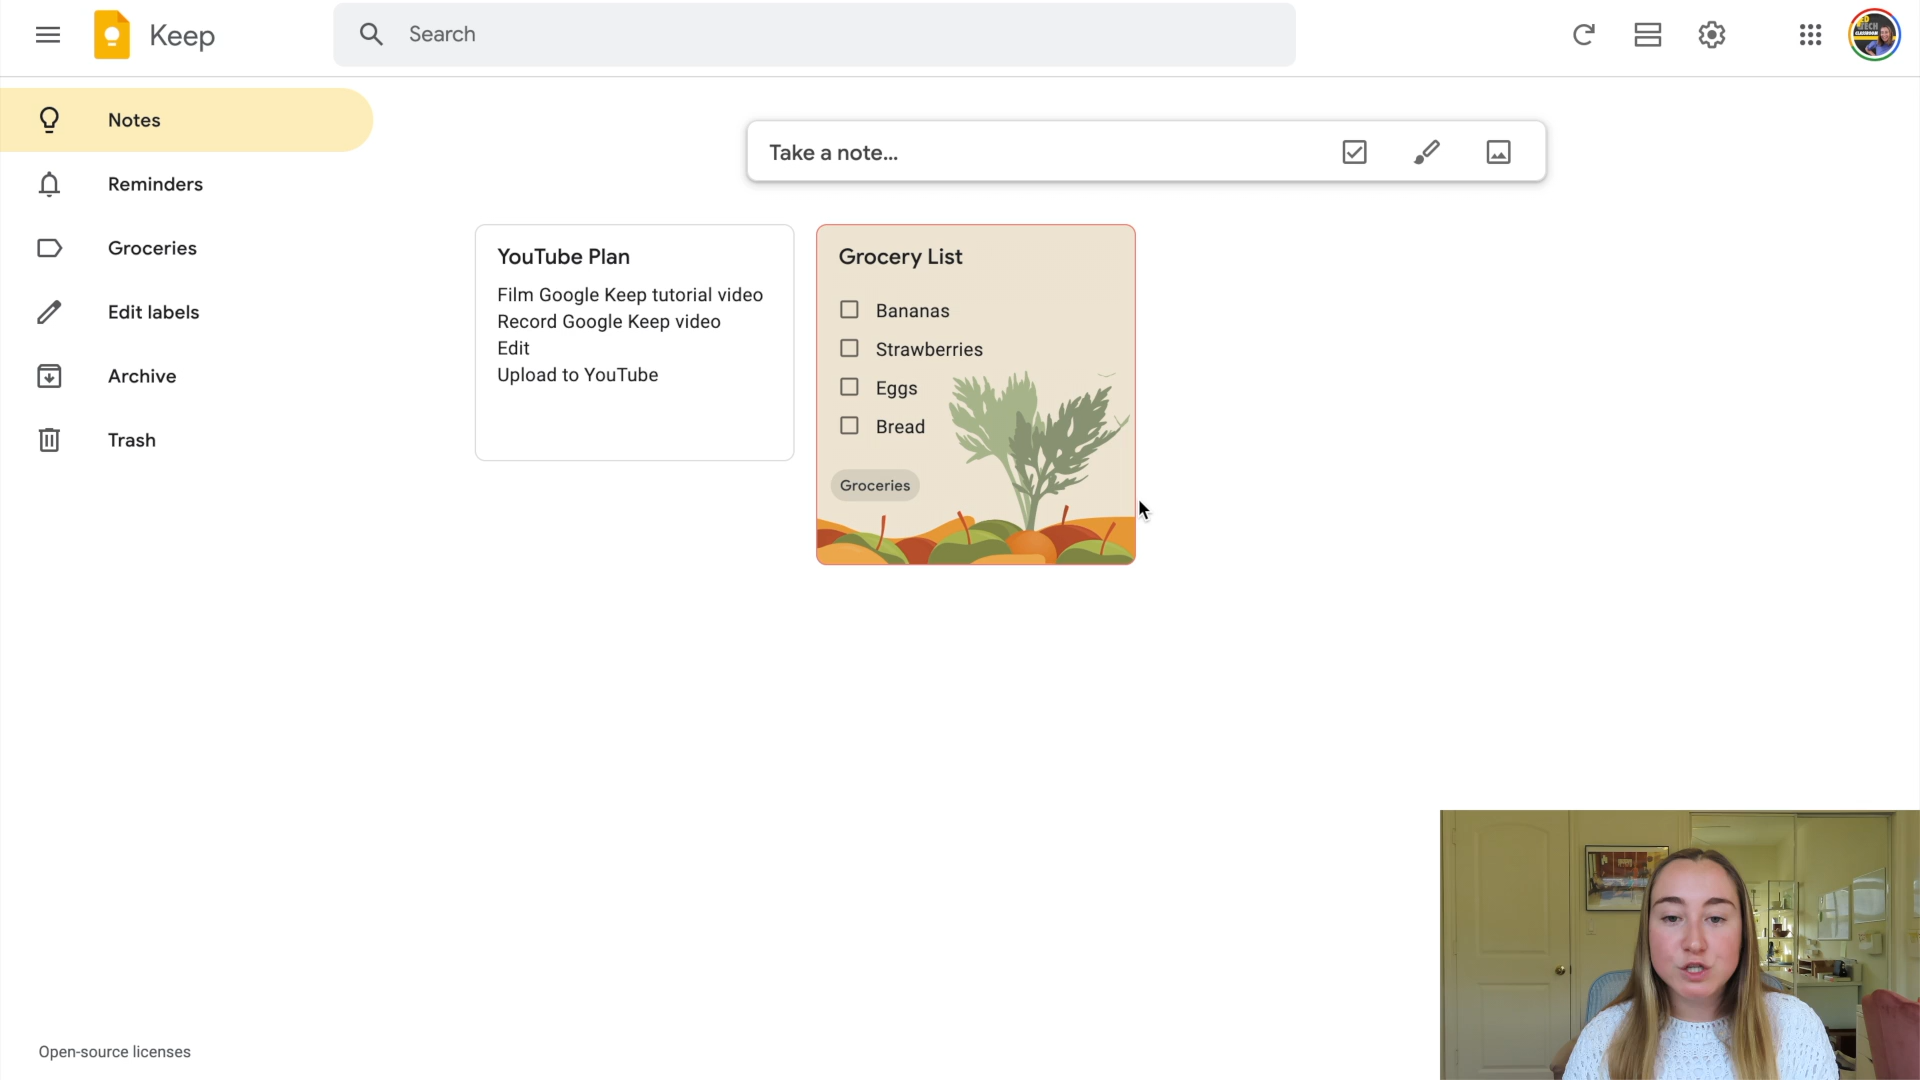 Keep
Search
Notes
Reminders
Groceries
Edit labels
Archive
Trash
Take a note...
YouTube Plan
Film Google Keep tutorial video
Record Google Keep video
Edit
Upload to YouTube
Grocery List
Bananas
Strawberries
Eggs
Bread
Groceries
Open-source licenses